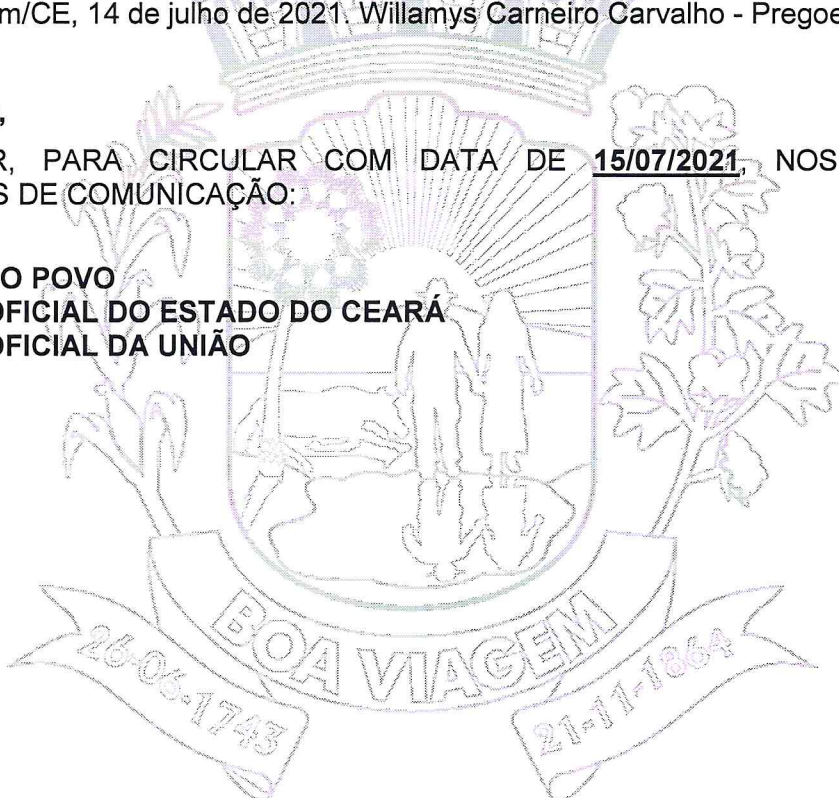 m/CE, 14 de julho de 2021. Willamys Carneiro Carvalho - Pregoe
,
R, PARA CIRCULAR COM DATA DE 15/07/2021, NOS
S DE COMUNICAÇÃO:
O POVO
OFICIAL DO ESTADO DO CEARÁ
OFICIAL DA UNIÃO
BOA VIAGEM
26-06-1743
21-11-1864